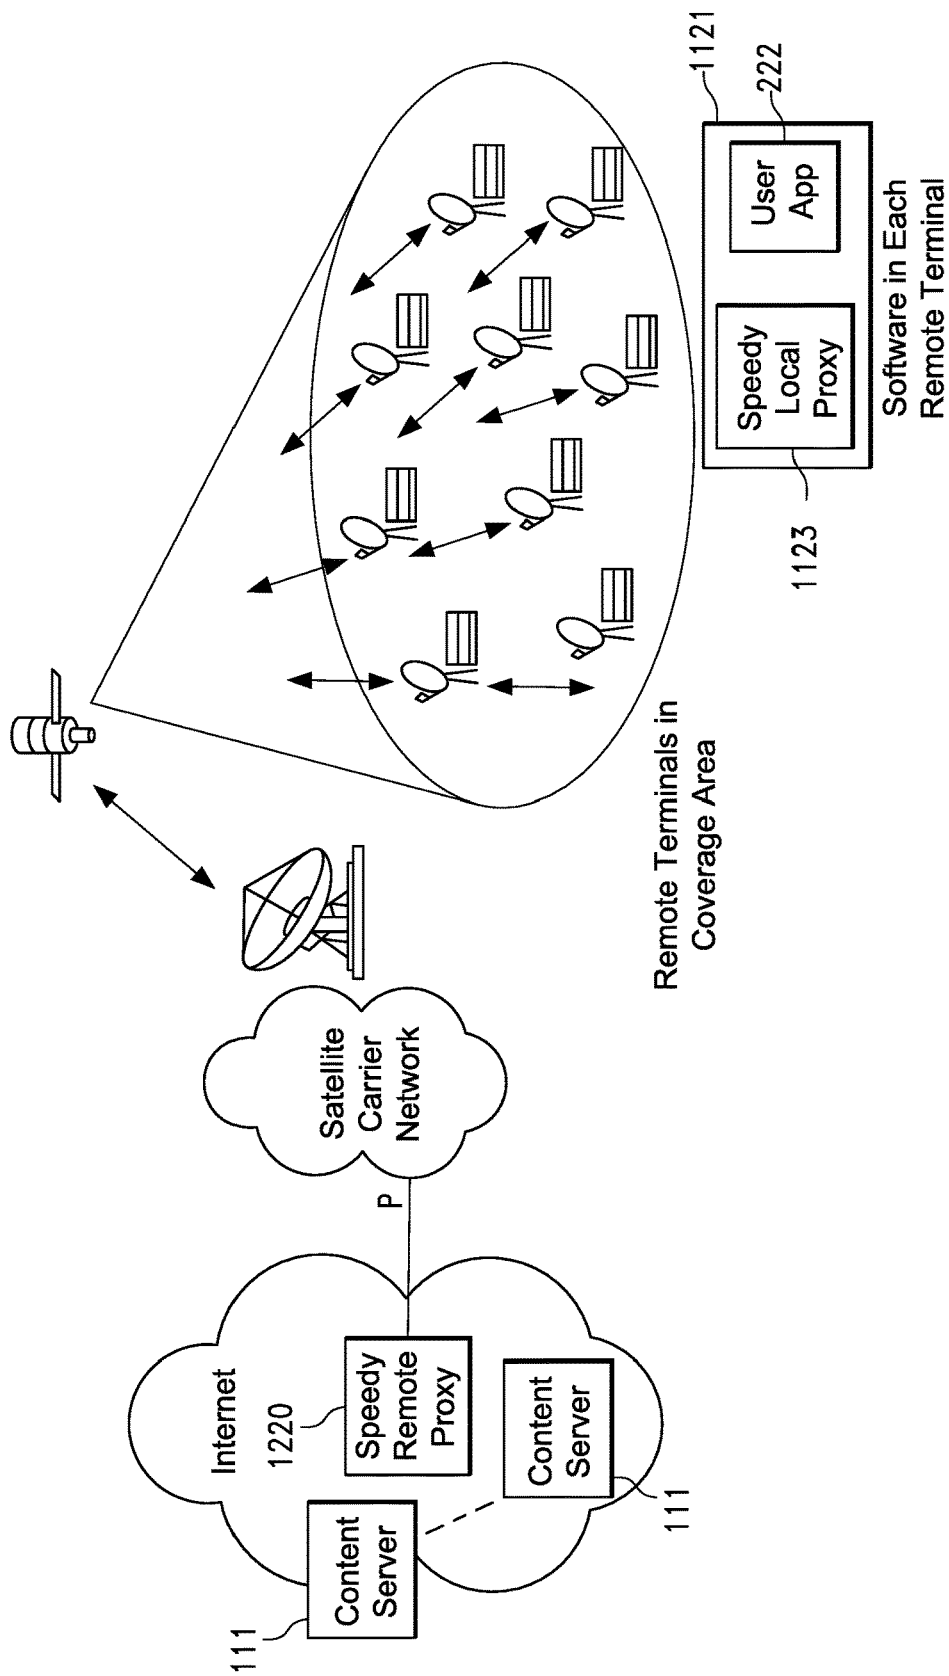 Internet
1220
Speedy
Remote
Proxy
111
Content
Server
Content
Server
111
P
Satellite
Carrier
Network
Remote Terminals in
Coverage Area
1121
222
User
App
Speedy
Local
Proxy
1123
Software in Each
Remote Terminal